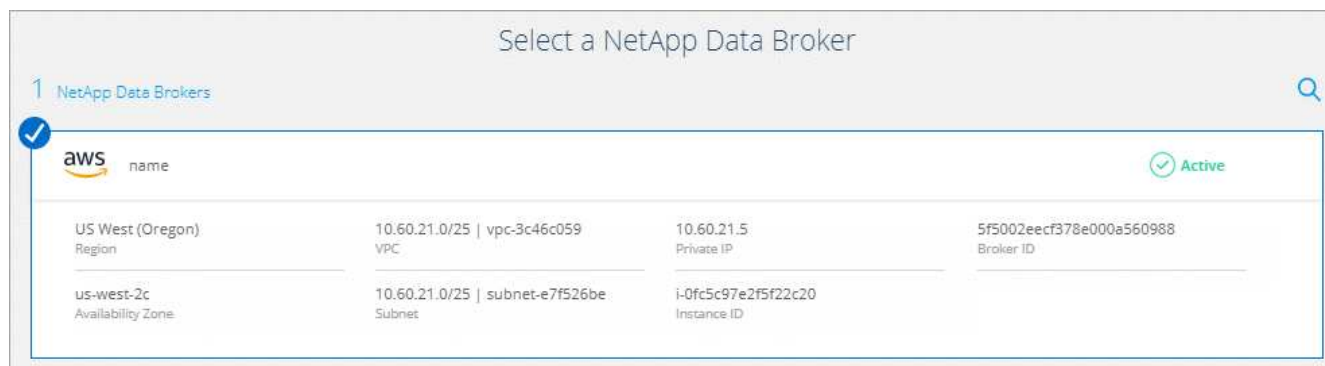 Select a NetApp Data Broker
1 NetApp Data Brokers
aws name Active
US West (Oregon) 10.60.21.0/25 | vpc-3c46c059 10.60.21.5 5f5002eecf378e000a560988
Region VPC Private IP Broker ID
us-west-2c 10.60.21.0/25 | subnet-e7f526be i-0fc5c97e2f5f22c20
Availability Zone Subnet Instance ID